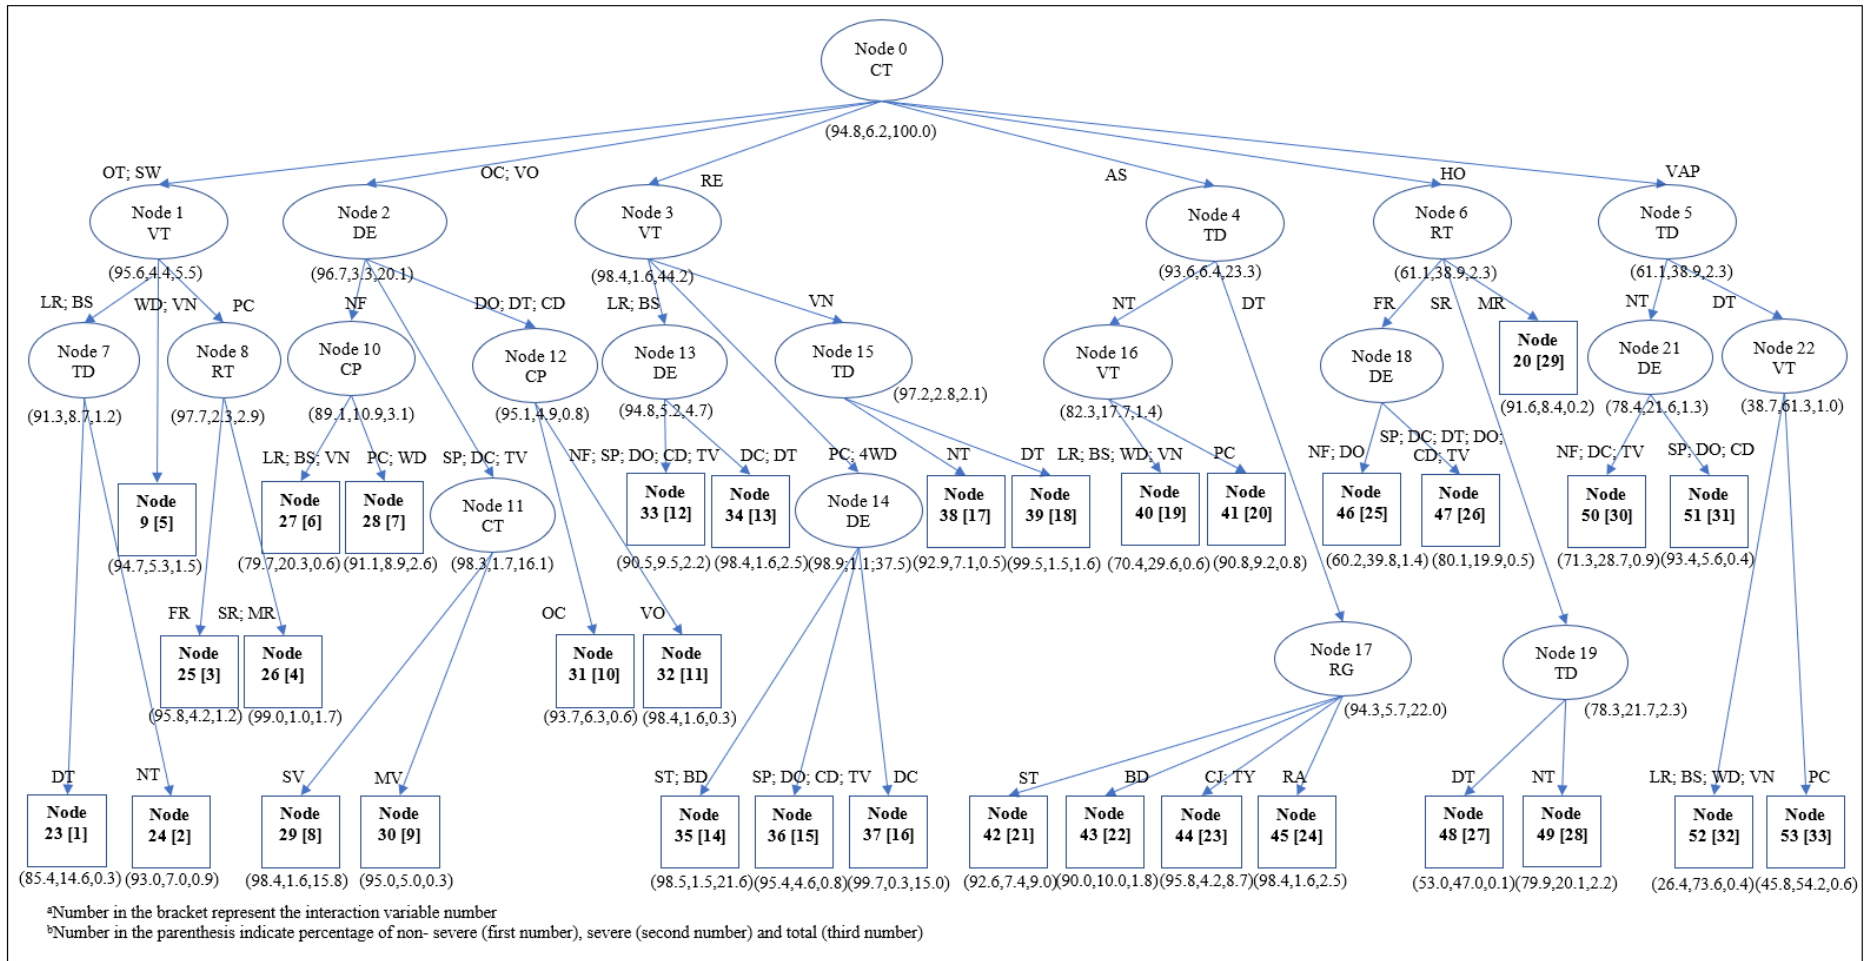 Node 0
CT
(94.8,6.2,100.0)
OT; SW
OC; VO
RE
AS
HO
VAP
Node 1
VT
Node 2
DE
Node 3
VT
Node 4
TD
Node 6
RT
Node 5
TD
(95.6,4.4,5.5)
(96.7,3.3,20.1)
(98.4,1.6,44.2)
(93.6,6.4,23.3)
(61.1,38.9,2.3)
(61.1,38.9,2.3)
LR; BS
WD; VN
PC
NF
DO; DT; CD
LR; BS
VN
NT
DT
FR
SR
MR
NT
DT
Node 7
TD
Node 8
RT
Node 10
CP
Node 12
CP
Node 13
DE
Node 15
TD
Node 16
VT
Node 18
DE
Node
20 [29]
Node 21
DE
Node 22
VT
(91.3,8.7,1.2)
(97.7,2.3,2.9)
(89.1,10.9,3.1)
(95.1,4.9,0.8)
(94.8,5.2,4.7)
(97.2,2.8,2.1)
(82.3,17.7,1.4)
(91.6,8.4,0.2)
(78.4,21.6,1.3)
(38.7,61.3,1.0)
LR; BS; VN
PC; WD
SP; DC; TV
NF; SP; DO; CD; TV
DC; DT
PC; 4WD
NT
DT
LR; BS; WD; VN
PC
NF; DO
SP; DC; DT; DO;
CD; TV
NF; DC; TV
SP; DO; CD
Node
9 [5]
Node
27 [6]
Node
28 [7]
Node 11
CT
Node
33 [12]
Node
34 [13]
Node 14
DE
Node
38 [17]
Node
39 [18]
Node
40 [19]
Node
41 [20]
Node
46 [25]
Node
47 [26]
Node
50 [30]
Node
51 [31]
(94.7,5.3,1.5)
(79.7,20.3,0.6)
(91.1,8.9,2.6)
(98.3,1.7,16.1)
(90.5,9.5,2.2)
(98.4,1.6,2.5)
(98.9,1.1;37.5)
(92.9,7.1,0.5)
(99.5,1.5,1.6)
(70.4,29.6,0.6)
(90.8,9.2,0.8)
(60.2,39.8,1.4)
(80.1,19.9,0.5)
(71.3,28.7,0.9)
(93.4,5.6,0.4)
FR
SR; MR
OC
VO
Node
25 [3]
Node
26 [4]
Node
31 [10]
Node
32 [11]
Node 17
RG
Node 19
TD
(95.8,4.2,1.2)
(99.0,1.0,1.7)
(93.7,6.3,0.6)
(98.4,1.6,0.3)
(94.3,5.7,22.0)
(78.3,21.7,2.3)
DT
NT
SV
MV
ST; BD
SP; DO; CD; TV
DC
ST
BD
CJ; TY
RA
DT
NT
LR; BS; WD; VN
PC
Node
23 [1]
Node
24 [2]
Node
29 [8]
Node
30 [9]
Node
35 [14]
Node
36 [15]
Node
37 [16]
Node
42 [21]
Node
43 [22]
Node
44 [23]
Node
45 [24]
Node
48 [27]
Node
49 [28]
Node
52 [32]
Node
53 [33]
(85.4,14.6,0.3)
(93.0,7.0,0.9)
(98.4,1.6,15.8)
(95.0,5.0,0.3)
(98.5,1.5,21.6)
(95.4,4.6,0.8)
(99.7,0.3,15.0)
(92.6,7.4,9.0)
(90.0,10.0,1.8)
(95.8,4.2,8.7)
(98.4,1.6,2.5)
(53.0,47.0,0.1)
(79.9,20.1,2.2)
(26.4,73.6,0.4)
(45.8,54.2,0.6)
ᵃNumber in the bracket represent the interaction variable number
ᵇNumber in the parenthesis indicate percentage of non- severe (first number), severe (second number) and total (third number)